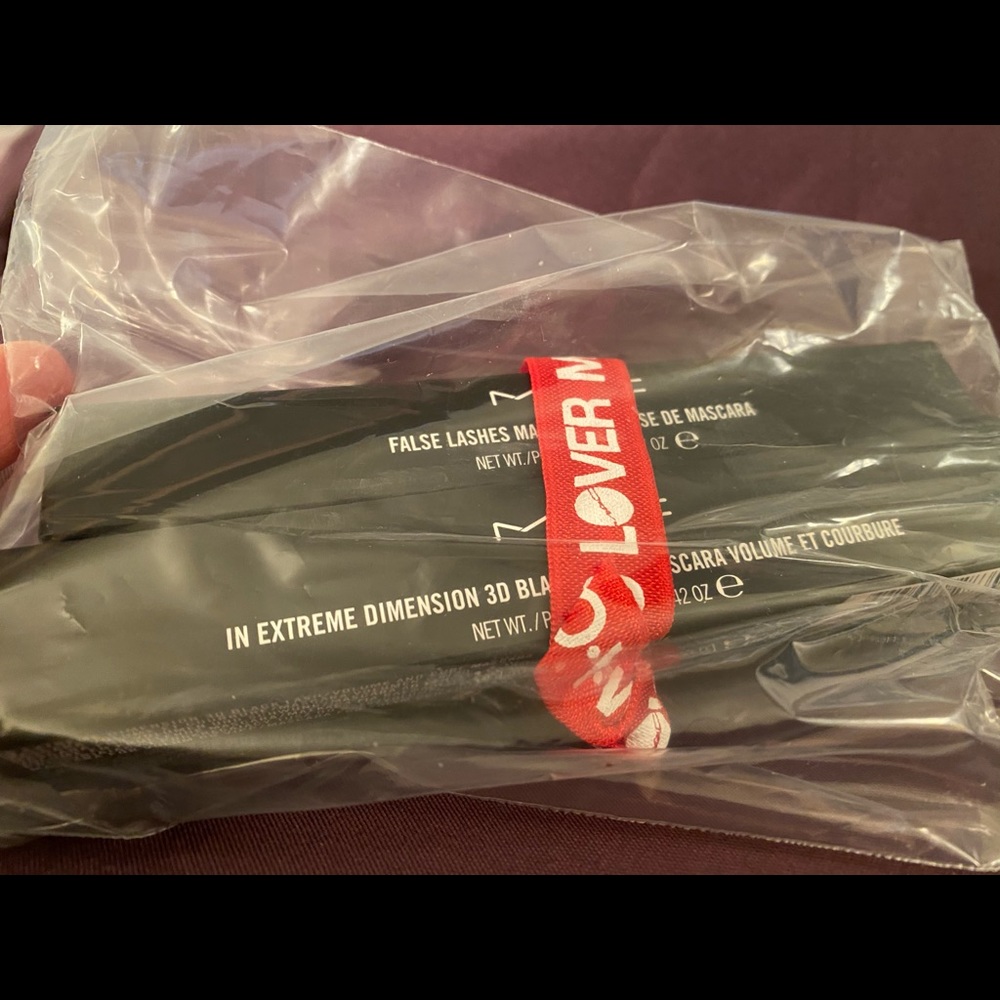 FALSE LASHES MA SE DE MASCARA
NET WT./P OZ ℮
IN EXTREME DIMENSION 3D BLA SCARA VOLUME ET COURBURE
NET WT./P 42 OZ ℮
LOVER M